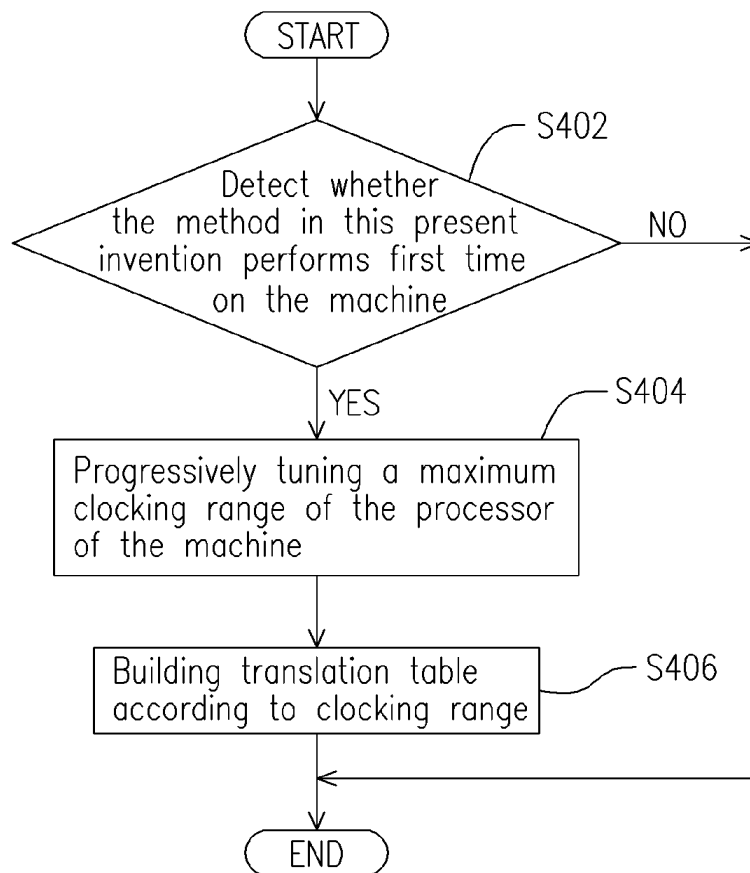 START
S402
Detect whether
the method in this present
invention performs first time
on the machine
NO
YES
S404
Progressively tuning a maximum
clocking range of the processor
of the machine
Building translation table
according to clocking range
S406
END